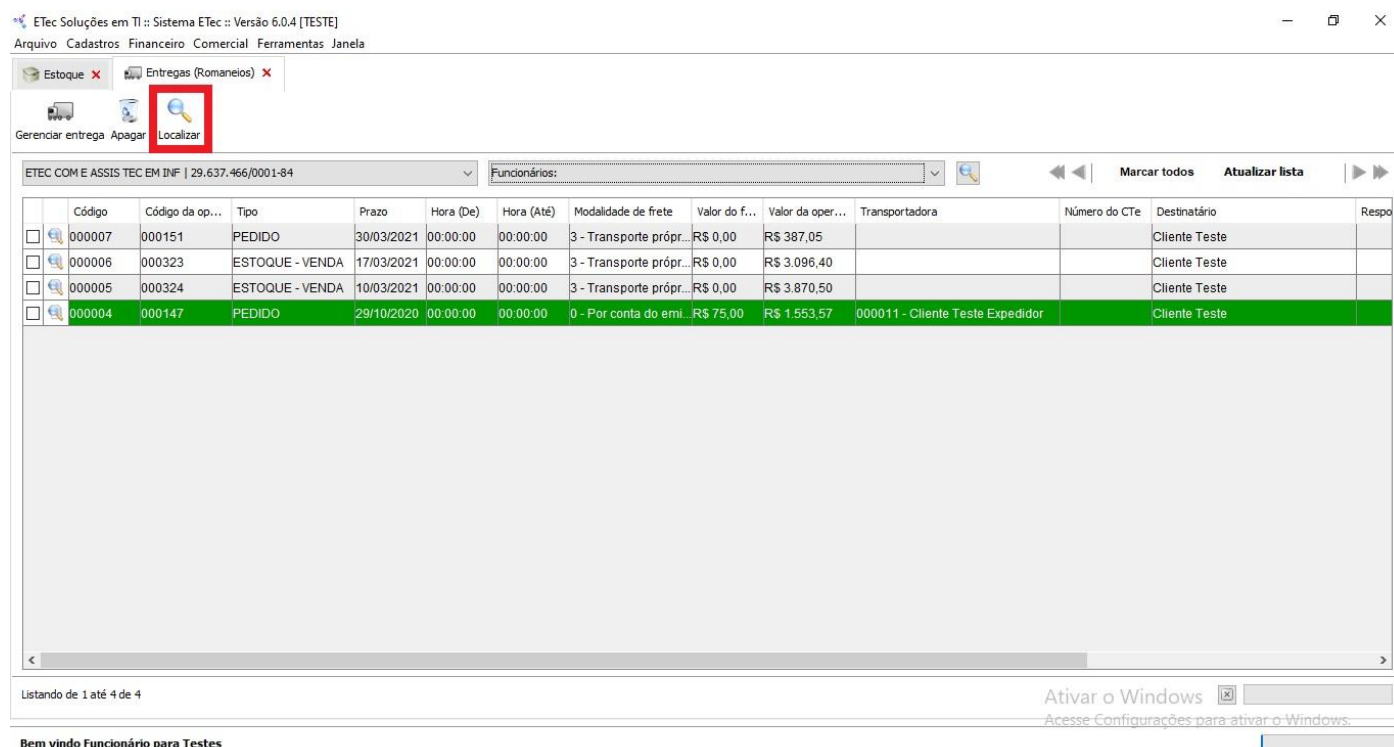 ETec Soluções em TI :: Sistema ETec :: Versão 6.0.4 [TESTE]
Arquivo Cadastros Financeiro Comercial Ferramentas Janela
Estoque Entregas (Romaneios)
Gerenciar entrega Apagar Localizar
ETEC COM E ASSIS TEC EM INF | 29.637.466/0001-84 Funcionários: Marcar todos Atualizar lista
Código Código da op... Tipo Prazo Hora (De) Hora (Até) Modalidade de frete Valor do f... Valor da oper... Transportadora Número do CTe Destinatário Respo
000007 000151 PEDIDO 30/03/2021 00:00:00 00:00:00 3 - Transporte própr... R$ 0,00 R$ 387,05 Cliente Teste
000006 000323 ESTOQUE - VENDA 17/03/2021 00:00:00 00:00:00 3 - Transporte própr... R$ 0,00 R$ 3.096,40 Cliente Teste
000005 000324 ESTOQUE - VENDA 10/03/2021 00:00:00 00:00:00 3 - Transporte própr... R$ 0,00 R$ 3.870,50 Cliente Teste
000004 000147 PEDIDO 29/10/2020 00:00:00 00:00:00 0 - Por conta do emi... R$ 75,00 R$ 1.553,57 000011 - Cliente Teste Expedidor Cliente Teste
Listando de 1 até 4 de 4
Ativar o Windows
Acesse Configurações para ativar o Windows.
Bem vindo Funcionário para Testes